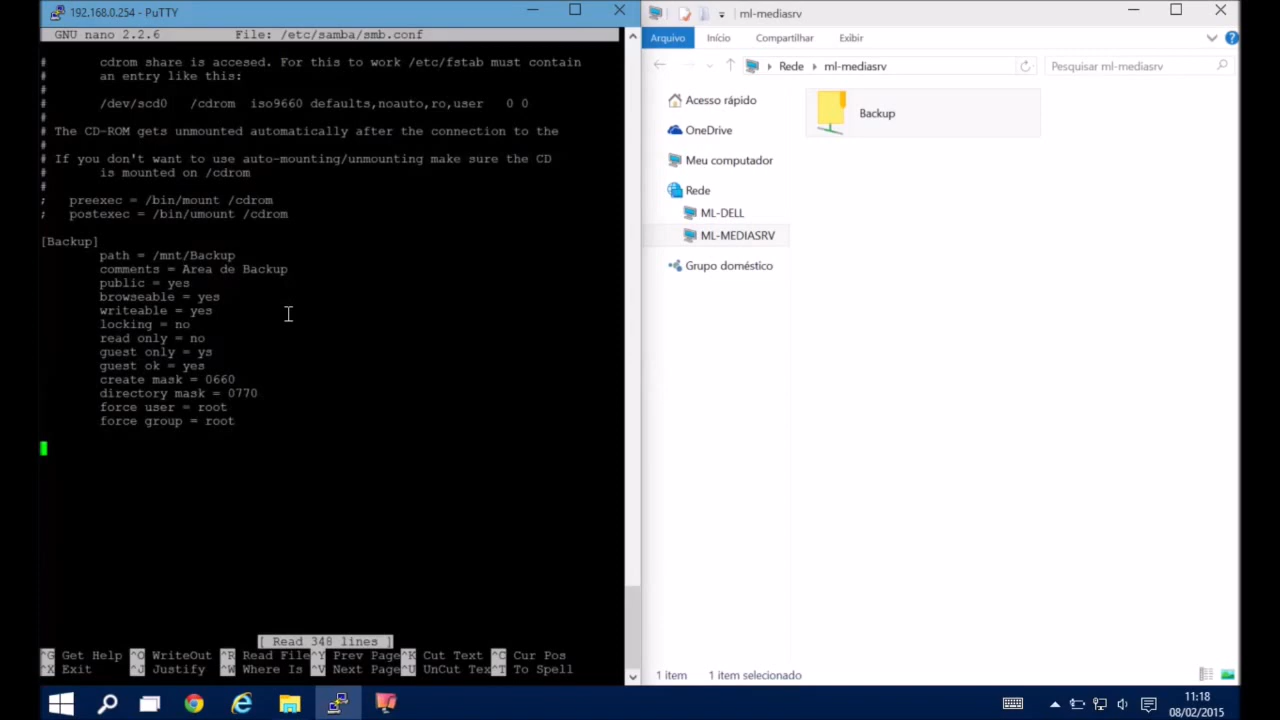 192.168.0.254 - PuTTY
GNU nano 2.2.6 File: /etc/samba/smb.conf
# cdrom share is accesed. For this to work /etc/fstab must contain
# an entry like this:
#
# /dev/scd0 /cdrom iso9660 defaults,noauto,ro,user 0 0
#
# The CD-ROM gets unmounted automatically after the connection to the
#
# If you don't want to use auto-mounting/unmounting make sure the CD
# is mounted on /cdrom
#
; preexec = /bin/mount /cdrom
; postexec = /bin/umount /cdrom
[Backup]
path = /mnt/Backup
comments = Area de Backup
public = yes
browseable = yes
writeable = yes
locking = no
read only = no
guest only = ys
guest ok = yes
create mask = 0660
directory mask = 0770
force user = root
force group = root
[ Read 348 lines ]
^G Get Help ^O WriteOut ^R Read File^Y Prev Page^K Cut Text ^C Cur Pos
^X Exit ^J Justify ^W Where Is ^V Next Page^U UnCut Tex^T To Spell
ml-mediasrv
Arquivo Início Compartilhar Exibir
Rede ml-mediasrv Pesquisar ml-mediasrv
Acesso rápido
OneDrive
Meu computador
Rede
ML-DELL
ML-MEDIASRV
Grupo doméstico
Backup
1 item 1 item selecionado
11:18
08/02/2015